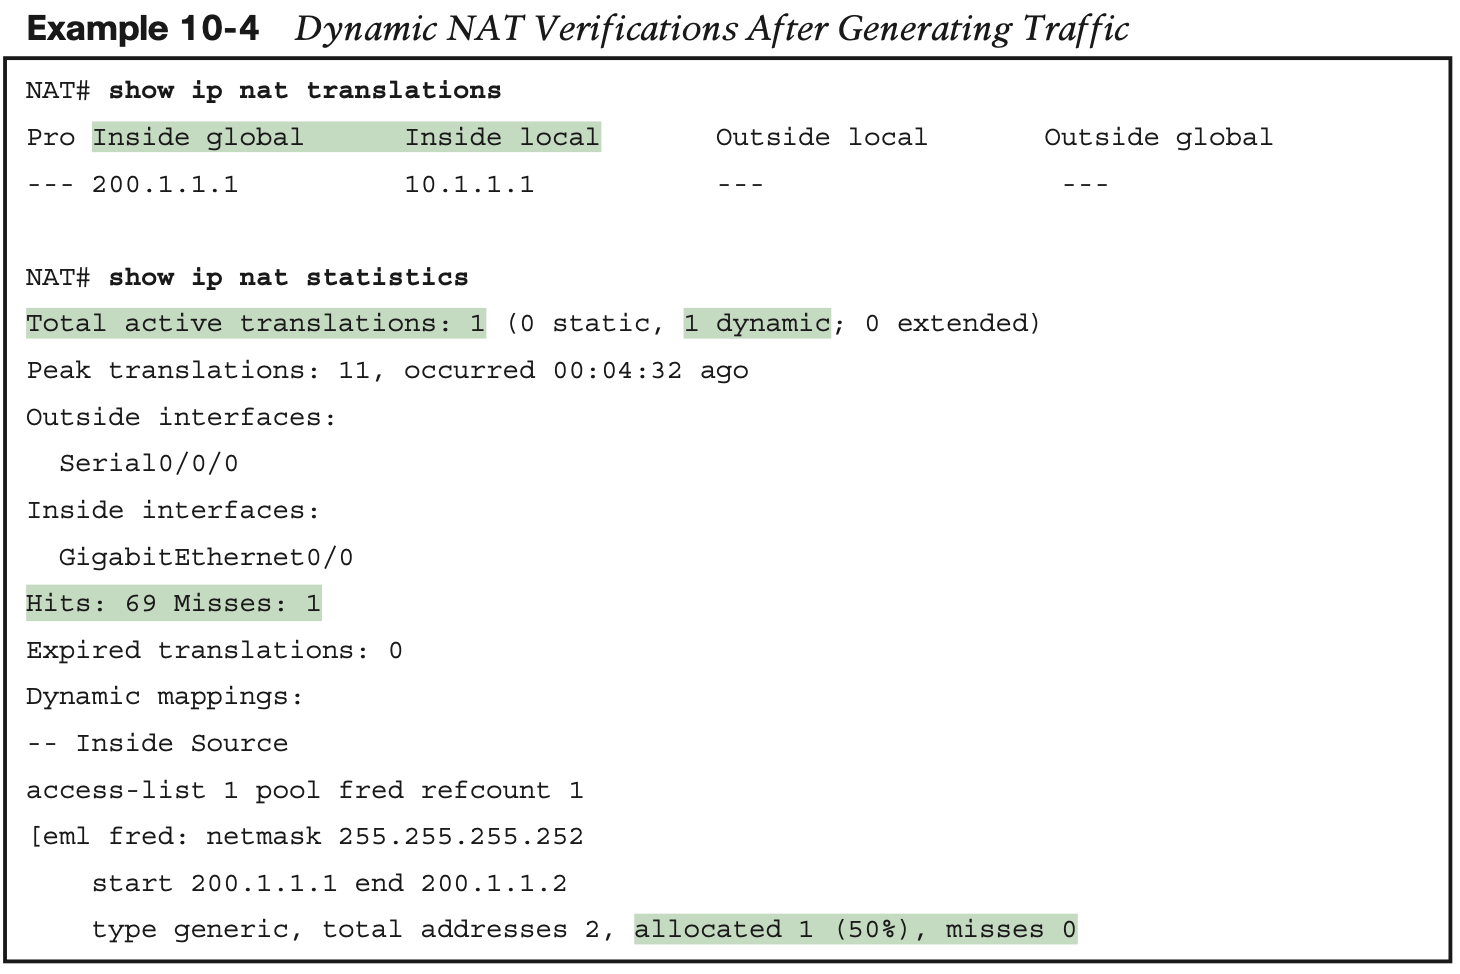 Example 10-4 Dynamic NAT Verifications After Generating Traffic
NAT# show ip nat translations
Pro Inside global      Inside local       Outside local       Outside global
--- 200.1.1.1          10.1.1.1           ---                  ---
NAT# show ip nat statistics
Total active translations: 1 (0 static, 1 dynamic; 0 extended)
Peak translations: 11, occurred 00:04:32 ago
Outside interfaces:
  Serial0/0/0
Inside interfaces:
  GigabitEthernet0/0
Hits: 69 Misses: 1
Expired translations: 0
Dynamic mappings:
-- Inside Source
access-list 1 pool fred refcount 1
[eml fred: netmask 255.255.255.252
    start 200.1.1.1 end 200.1.1.2
    type generic, total addresses 2, allocated 1 (50%), misses 0